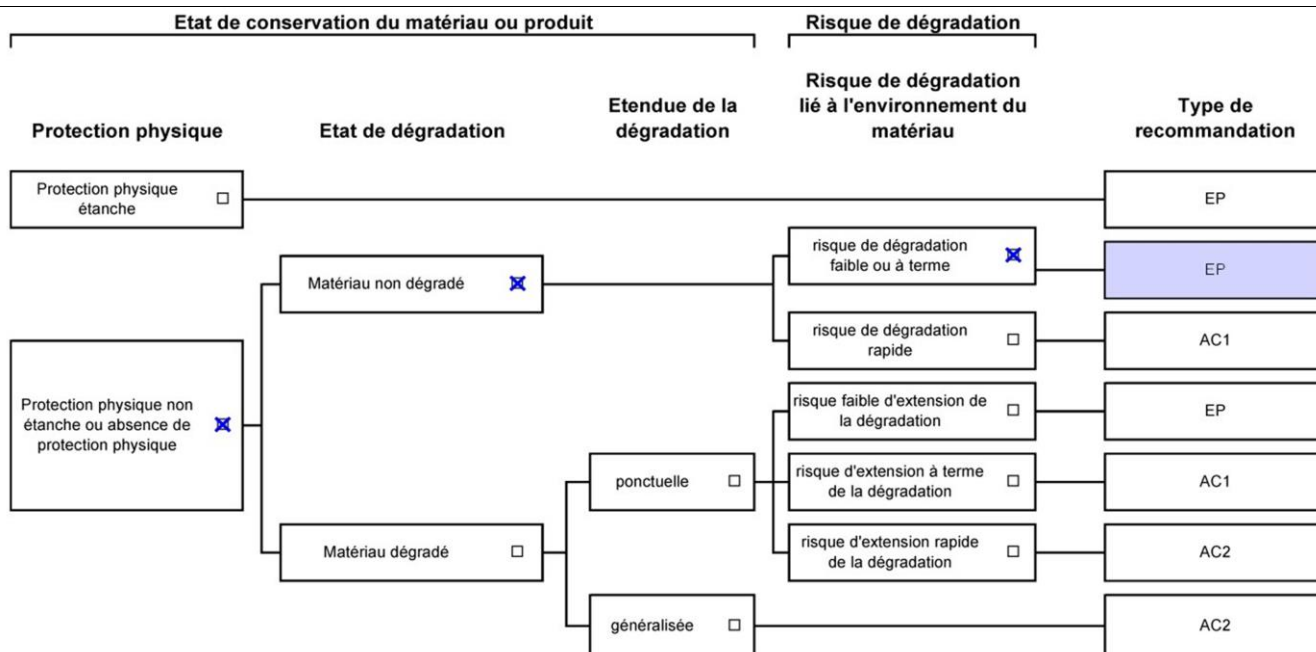 Etat de conservation du matériau ou produit
Risque de dégradation
Protection physique
Etat de dégradation
Etendue de la
dégradation
Risque de dégradation
lié à l'environnement du
matériau
Type de
recommandation
Protection physique
étanche
EP
risque de dégradation
faible ou à terme
EP
Matériau non dégradé
risque de dégradation
rapide
AC1
Protection physique non
étanche ou absence de
protection physique
risque faible d'extension de
la dégradation
EP
ponctuelle
risque d'extension à terme
de la dégradation
AC1
Matériau dégradé
risque d'extension rapide
de la dégradation
AC2
généralisée
AC2